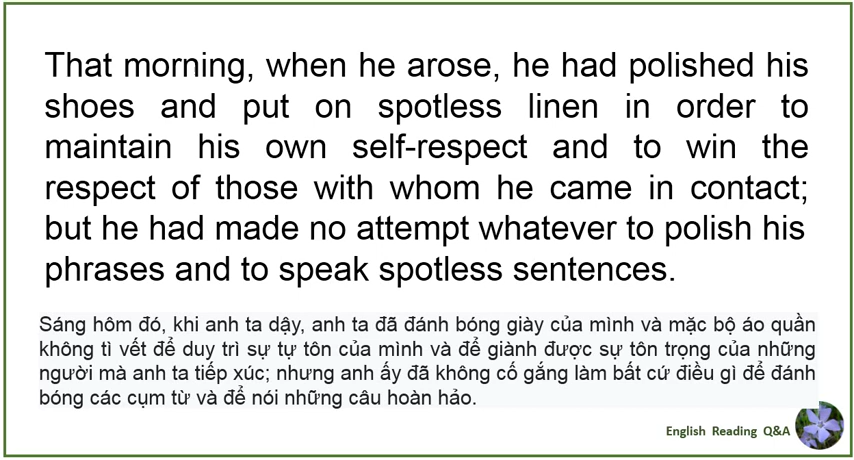 That morning, when he arose, he had polished his
shoes and put on spotless linen in order to
maintain his own self-respect and to win the
respect of those with whom he came in contact;
but he had made no attempt whatever to polish his
phrases and to speak spotless sentences.
Sáng hôm đó, khi anh ta dậy, anh ta đã đánh bóng giày của mình và mặc bộ áo quần
không tì vết để duy trì sự tự tôn của mình và để giành được sự tôn trọng của những
người mà anh ta tiếp xúc; nhưng anh ấy đã không cố gắng làm bất cứ điều gì để đánh
bóng các cụm từ và để nói những câu hoàn hảo.
English Reading Q&A